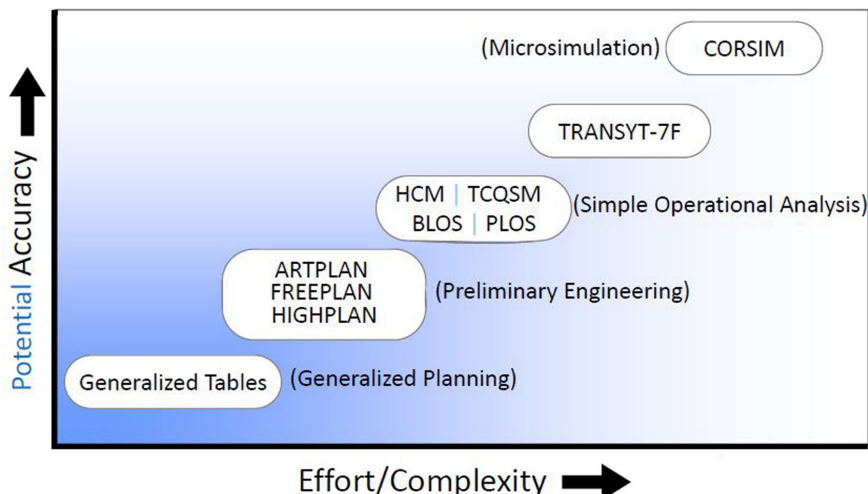 (Microsimulation) CORSIM
TRANSYT-7F
HCM | TCQSM
BLOS | PLOS
(Simple Operational Analysis)
ARTPLAN
FREEPLAN
HIGHPLAN
(Preliminary Engineering)
Generalized Tables (Generalized Planning)
Potential Accuracy
Effort/Complexity